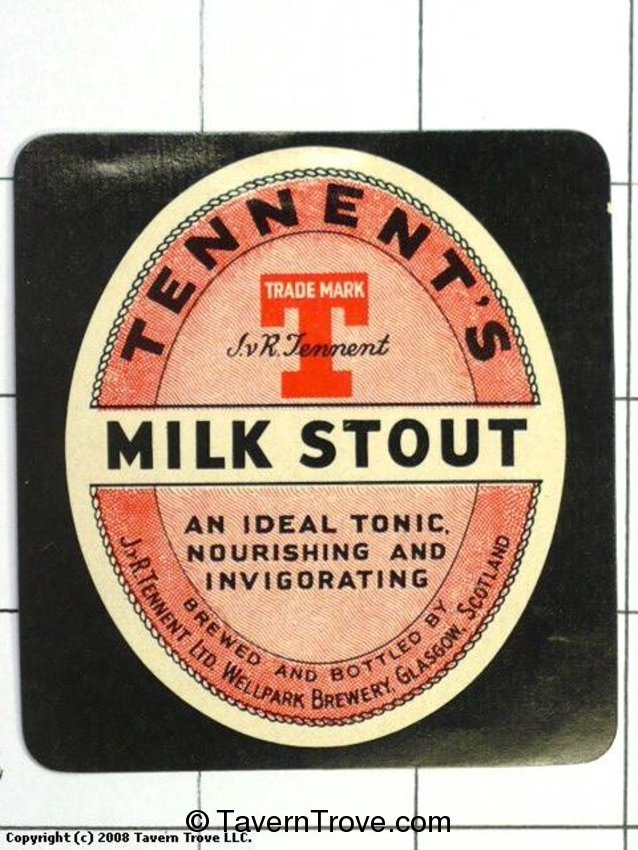 TENNENT'S
TRADE MARK
T
J.v R. Tennent
MILK STOUT
AN IDEAL TONIC,
NOURISHING AND
INVIGORATING
BREWED AND BOTTLED BY
J.v R. TENNENT LTD. WELLPARK BREWERY, GLASGOW, SCOTLAND
© TavernTrove.com
Copyright (c) 2008 Tavern Trove LLC.